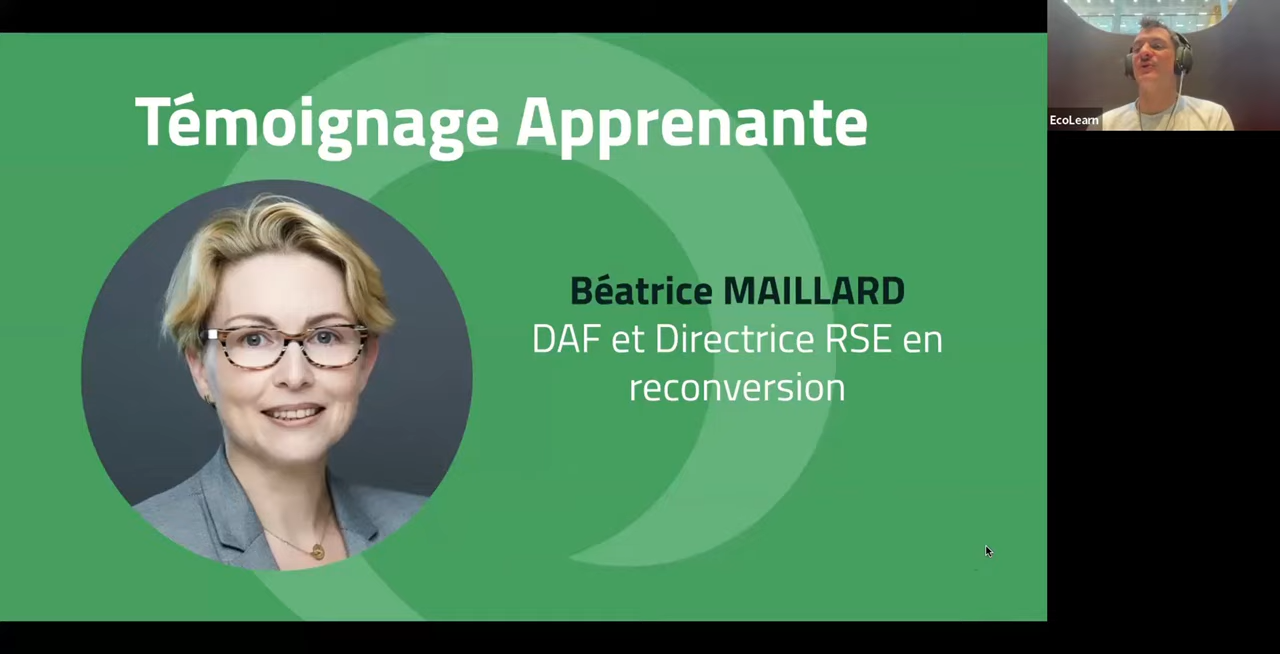 Témoignage Apprenante
Béatrice MAILLARD
DAF et Directrice RSE en
reconversion
EcoLearn